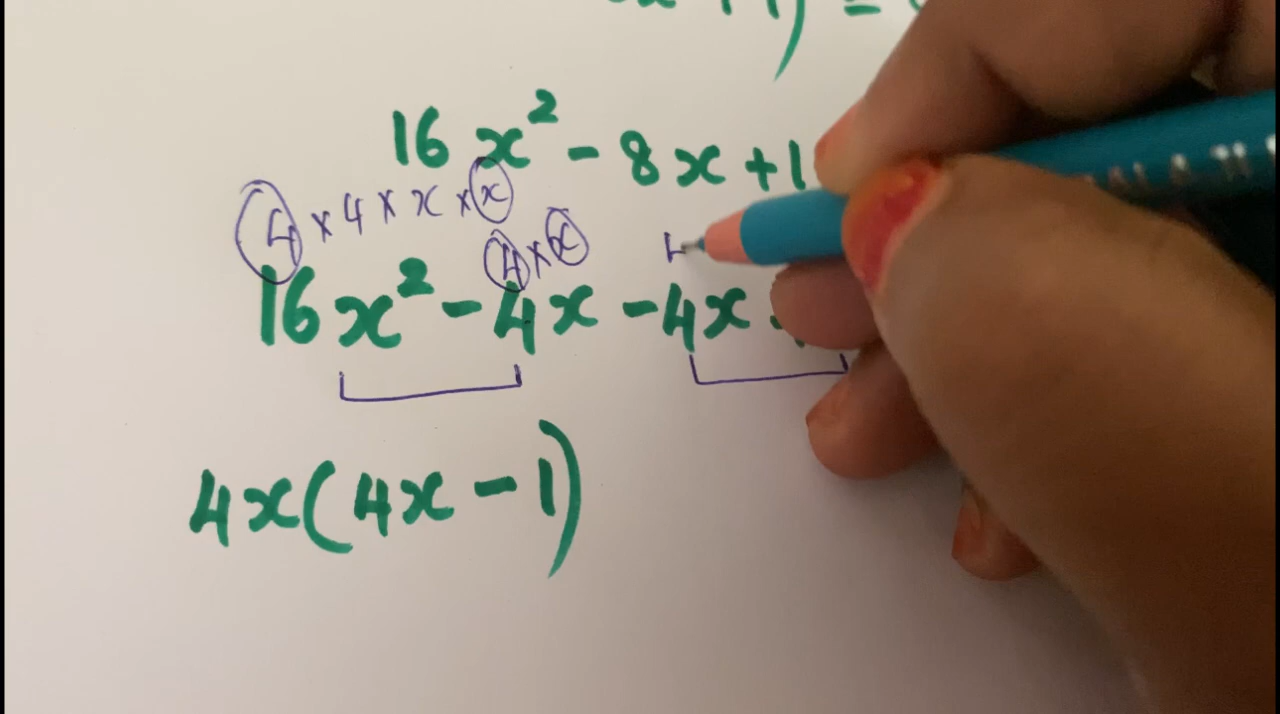 16x² - 8x + 1
4 × 4 × x × x
4 × x
16x² - 4x - 4x
4x(4x - 1)